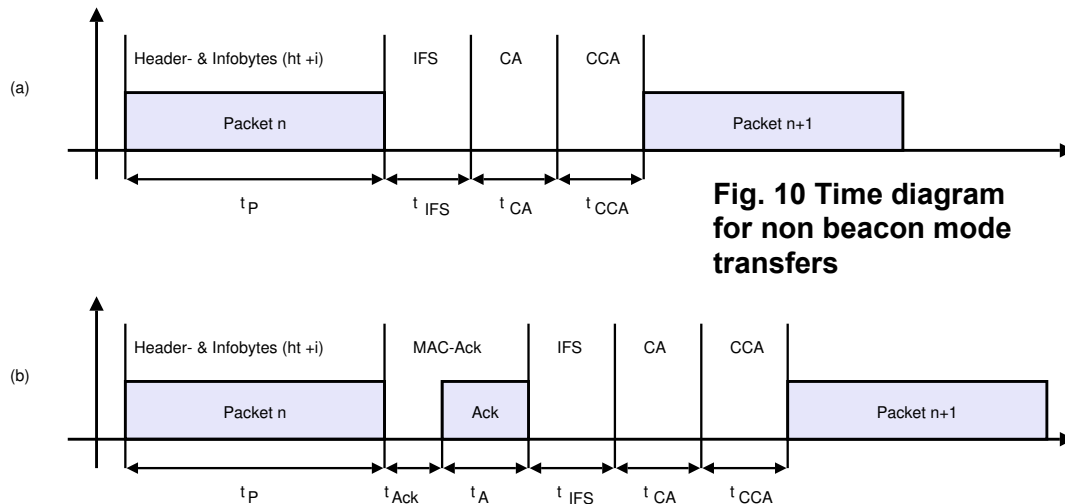 Header- & Infobytes (ht +i) IFS CA CCA
(a)
Packet n Packet n+1
t P t IFS t CA t CCA
Fig. 10 Time diagram
for non beacon mode
transfers
Header- & Infobytes (ht +i) MAC-Ack IFS CA CCA
(b)
Packet n Ack Packet n+1
t P t Ack t A t IFS t CA t CCA